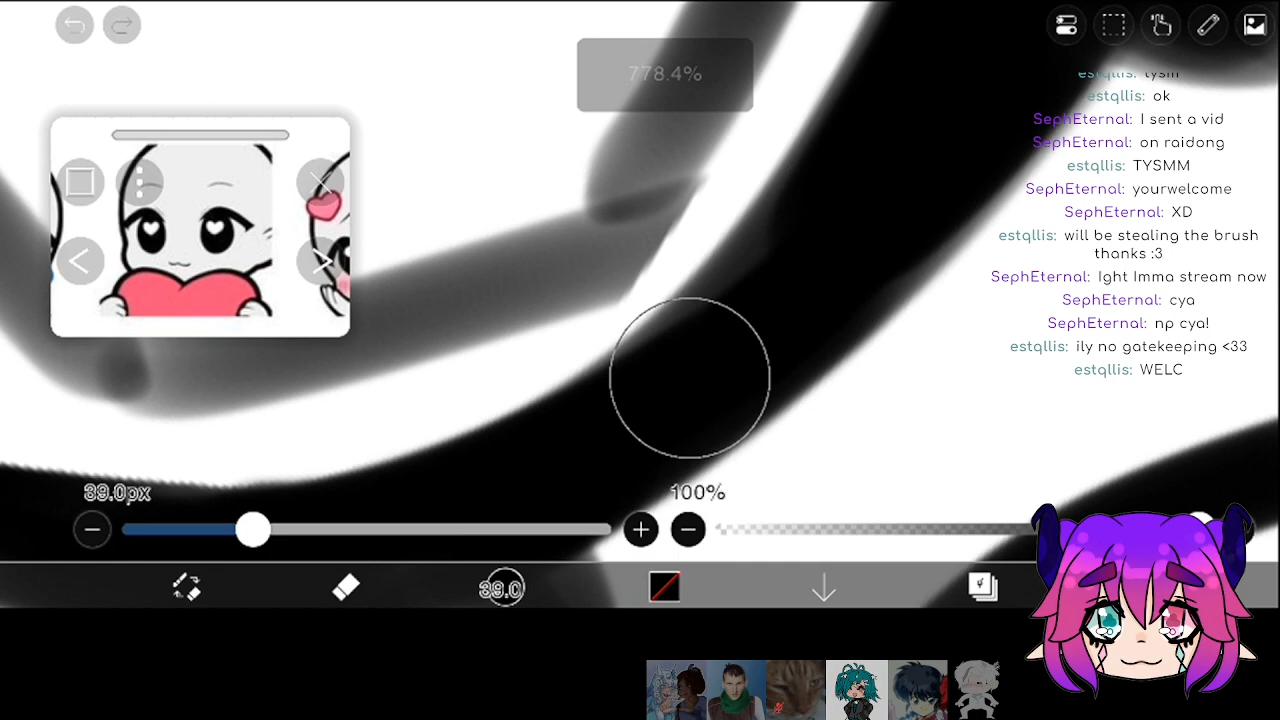 778.4%
estqllis: tysm
estqllis: ok
SephEternal: I sent a vid
SephEternal: on raidong
estqllis: TYSMM
SephEternal: yourwelcome
SephEternal: XD
estqllis: will be stealing the brush
thanks :3
SephEternal: Ight Imma stream now
SephEternal: cya
SephEternal: np cya!
estqllis: ily no gatekeeping <33
estqllis: WELC
39.0px
100%
39.0